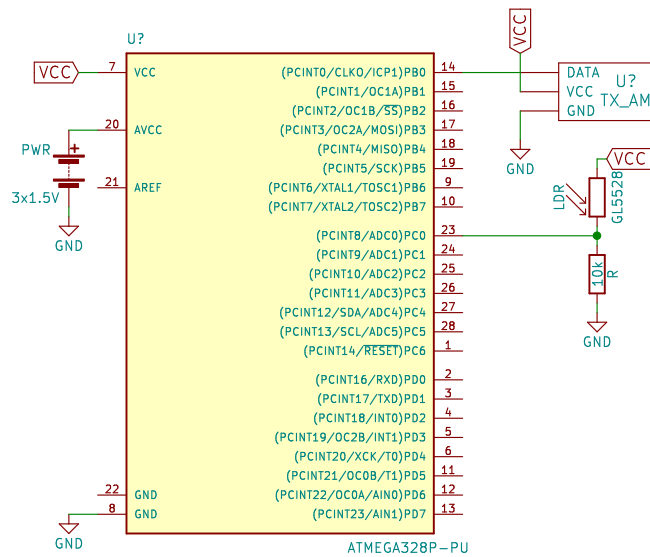 U?
VCC
7
VCC
20
AVCC
PWR
+
3x1.5V
GND
21
AREF
22
GND
8
GND
GND
(PCINT0/CLKO/ICP1)PB0
14
(PCINT1/OC1A)PB1
15
(PCINT2/OC1B/SS)PB2
16
(PCINT3/OC2A/MOSI)PB3
17
(PCINT4/MISO)PB4
18
(PCINT5/SCK)PB5
19
(PCINT6/XTAL1/TOSC1)PB6
9
(PCINT7/XTAL2/TOSC2)PB7
10
(PCINT8/ADC0)PC0
23
(PCINT9/ADC1)PC1
24
(PCINT10/ADC2)PC2
25
(PCINT11/ADC3)PC3
26
(PCINT12/SDA/ADC4)PC4
27
(PCINT13/SCL/ADC5)PC5
28
(PCINT14/RESET)PC6
1
(PCINT16/RXD)PD0
2
(PCINT17/TXD)PD1
3
(PCINT18/INT0)PD2
4
(PCINT19/OC2B/INT1)PD3
5
(PCINT20/XCK/T0)PD4
6
(PCINT21/OC0B/T1)PD5
11
(PCINT22/OC0A/AIN0)PD6
12
(PCINT23/AIN1)PD7
13
ATMEGA328P-PU
VCC
DATA
VCC
GND
U?
TX_AM
GND
VCC
LDR
GL5528
10k
R
GND